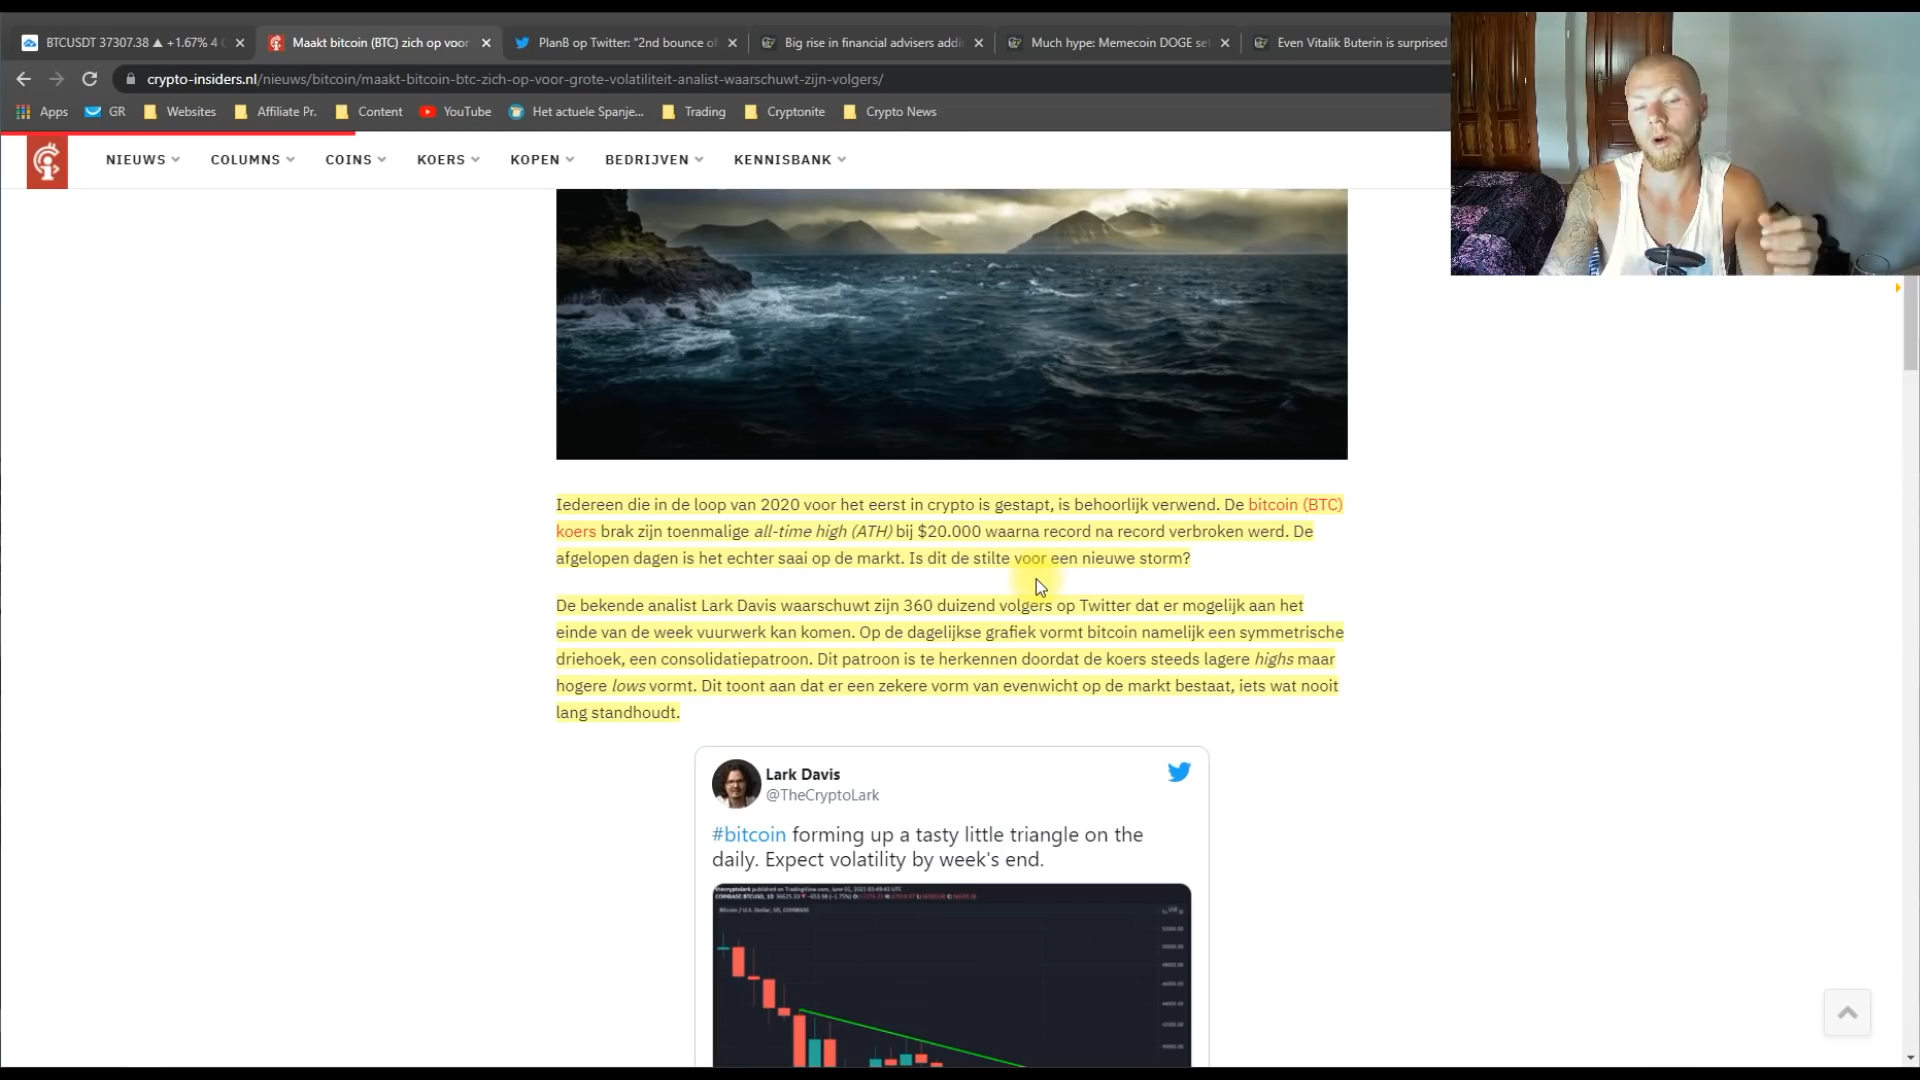 BTCUSDT 37307.38 ▲ +1.67% 4
Maakt bitcoin (BTC) zich op voor
PlanB op Twitter: "2nd bounce of
Big rise in financial advisers addi
Much hype: Memecoin DOGE set
Even Vitalik Buterin is surprised
crypto-insiders.nl/nieuws/bitcoin/maakt-bitcoin-btc-zich-op-voor-grote-volatiliteit-analist-waarschuwt-zijn-volgers/
Apps GR Websites Affiliate Pr. Content YouTube Het actuele Spanje... Trading Cryptonite Crypto News
NIEUWS COLUMNS COINS KOERS KOPEN BEDRIJVEN KENNISBANK
Iedereen die in de loop van 2020 voor het eerst in crypto is gestapt, is behoorlijk verwend. De bitcoin (BTC)
koers brak zijn toenmalige all-time high (ATH) bij $20.000 waarna record na record verbroken werd. De
afgelopen dagen is het echter saai op de markt. Is dit de stilte voor een nieuwe storm?
De bekende analist Lark Davis waarschuwt zijn 360 duizend volgers op Twitter dat er mogelijk aan het
einde van de week vuurwerk kan komen. Op de dagelijkse grafiek vormt bitcoin namelijk een symmetrische
driehoek, een consolidatiepatroon. Dit patroon is te herkennen doordat de koers steeds lagere highs maar
hogere lows vormt. Dit toont aan dat er een zekere vorm van evenwicht op de markt bestaat, iets wat nooit
lang standhoudt.
Lark Davis
@TheCryptoLark
#bitcoin forming up a tasty little triangle on the
daily. Expect volatility by week's end.